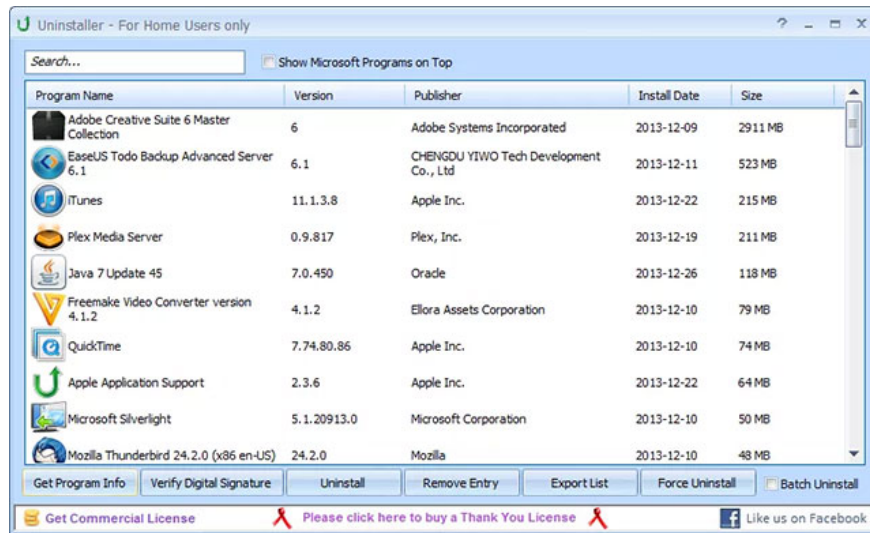 Uninstaller - For Home Users only
Search...
Show Microsoft Programs on Top
Program Name Version Publisher Install Date Size
Adobe Creative Suite 6 Master
Collection
6 Adobe Systems Incorporated 2013-12-09 2911 MB
EaseUS Todo Backup Advanced Server
6.1
6.1
CHENGDU YIWO Tech Development
Co., Ltd
2013-12-11 523 MB
iTunes 11.1.3.8 Apple Inc. 2013-12-22 215 MB
Plex Media Server 0.9.817 Plex, Inc. 2013-12-19 211 MB
Java 7 Update 45 7.0.450 Oracle 2013-12-26 118 MB
Freemake Video Converter version
4.1.2
4.1.2 Ellora Assets Corporation 2013-12-10 79 MB
QuickTime 7.74.80.86 Apple Inc. 2013-12-10 74 MB
Apple Application Support 2.3.6 Apple Inc. 2013-12-22 64 MB
Microsoft Silverlight 5.1.20913.0 Microsoft Corporation 2013-12-10 50 MB
Mozilla Thunderbird 24.2.0 (x86 en-US) 24.2.0 Mozilla 2013-12-10 48 MB
Get Program Info Verify Digital Signature Uninstall Remove Entry Export List Force Uninstall Batch Uninstall
Get Commercial License Please click here to buy a Thank You License Like us on Facebook